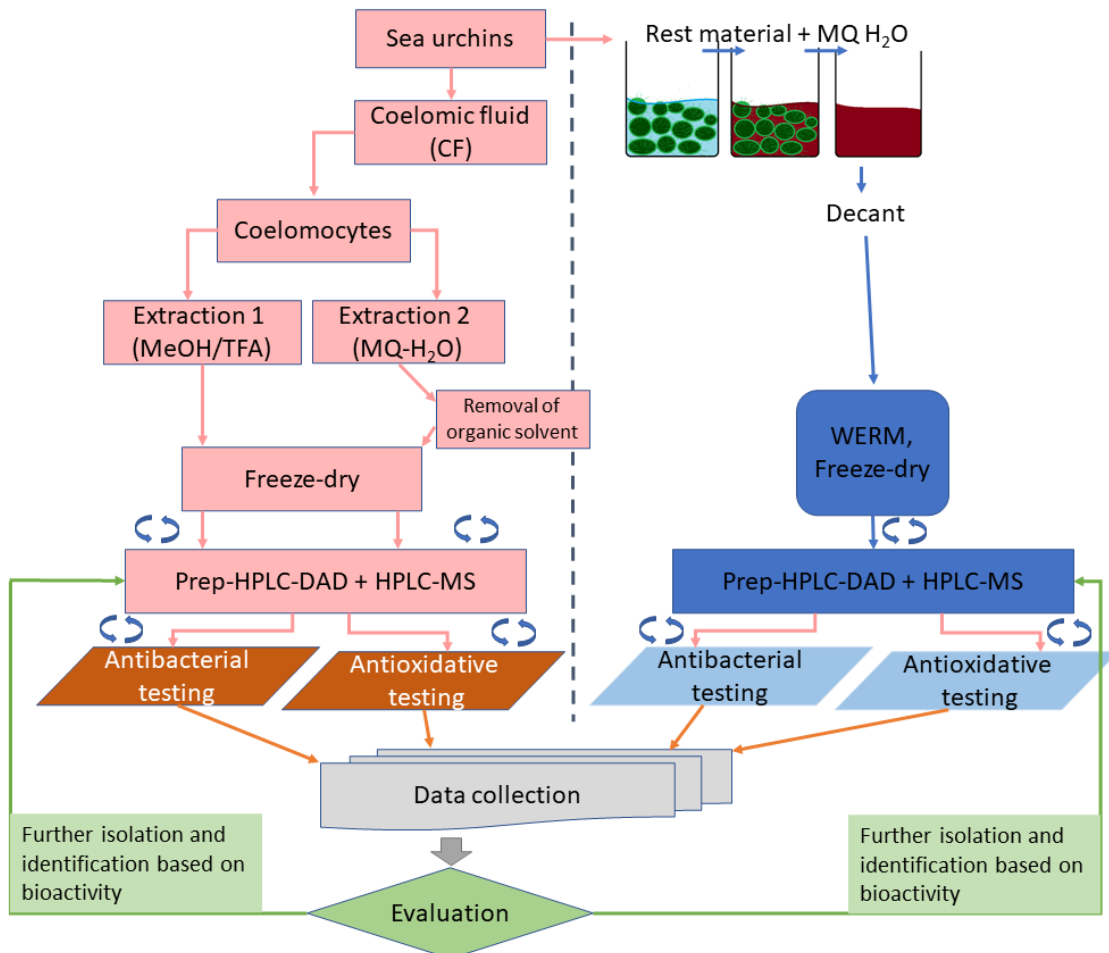 Sea urchins
Rest material + MQ H₂O
Coelomic fluid
(CF)
Coelomocytes
Decant
Extraction 1
(MeOH/TFA)
Extraction 2
(MQ-H₂O)
Removal of
organic solvent
WERM,
Freeze-dry
Freeze-dry
Prep-HPLC-DAD + HPLC-MS
Prep-HPLC-DAD + HPLC-MS
Antibacterial
testing
Antioxidative
testing
Antibacterial
testing
Antioxidative
testing
Data collection
Further isolation and
identification based on
bioactivity
Further isolation and
identification based on
bioactivity
Evaluation